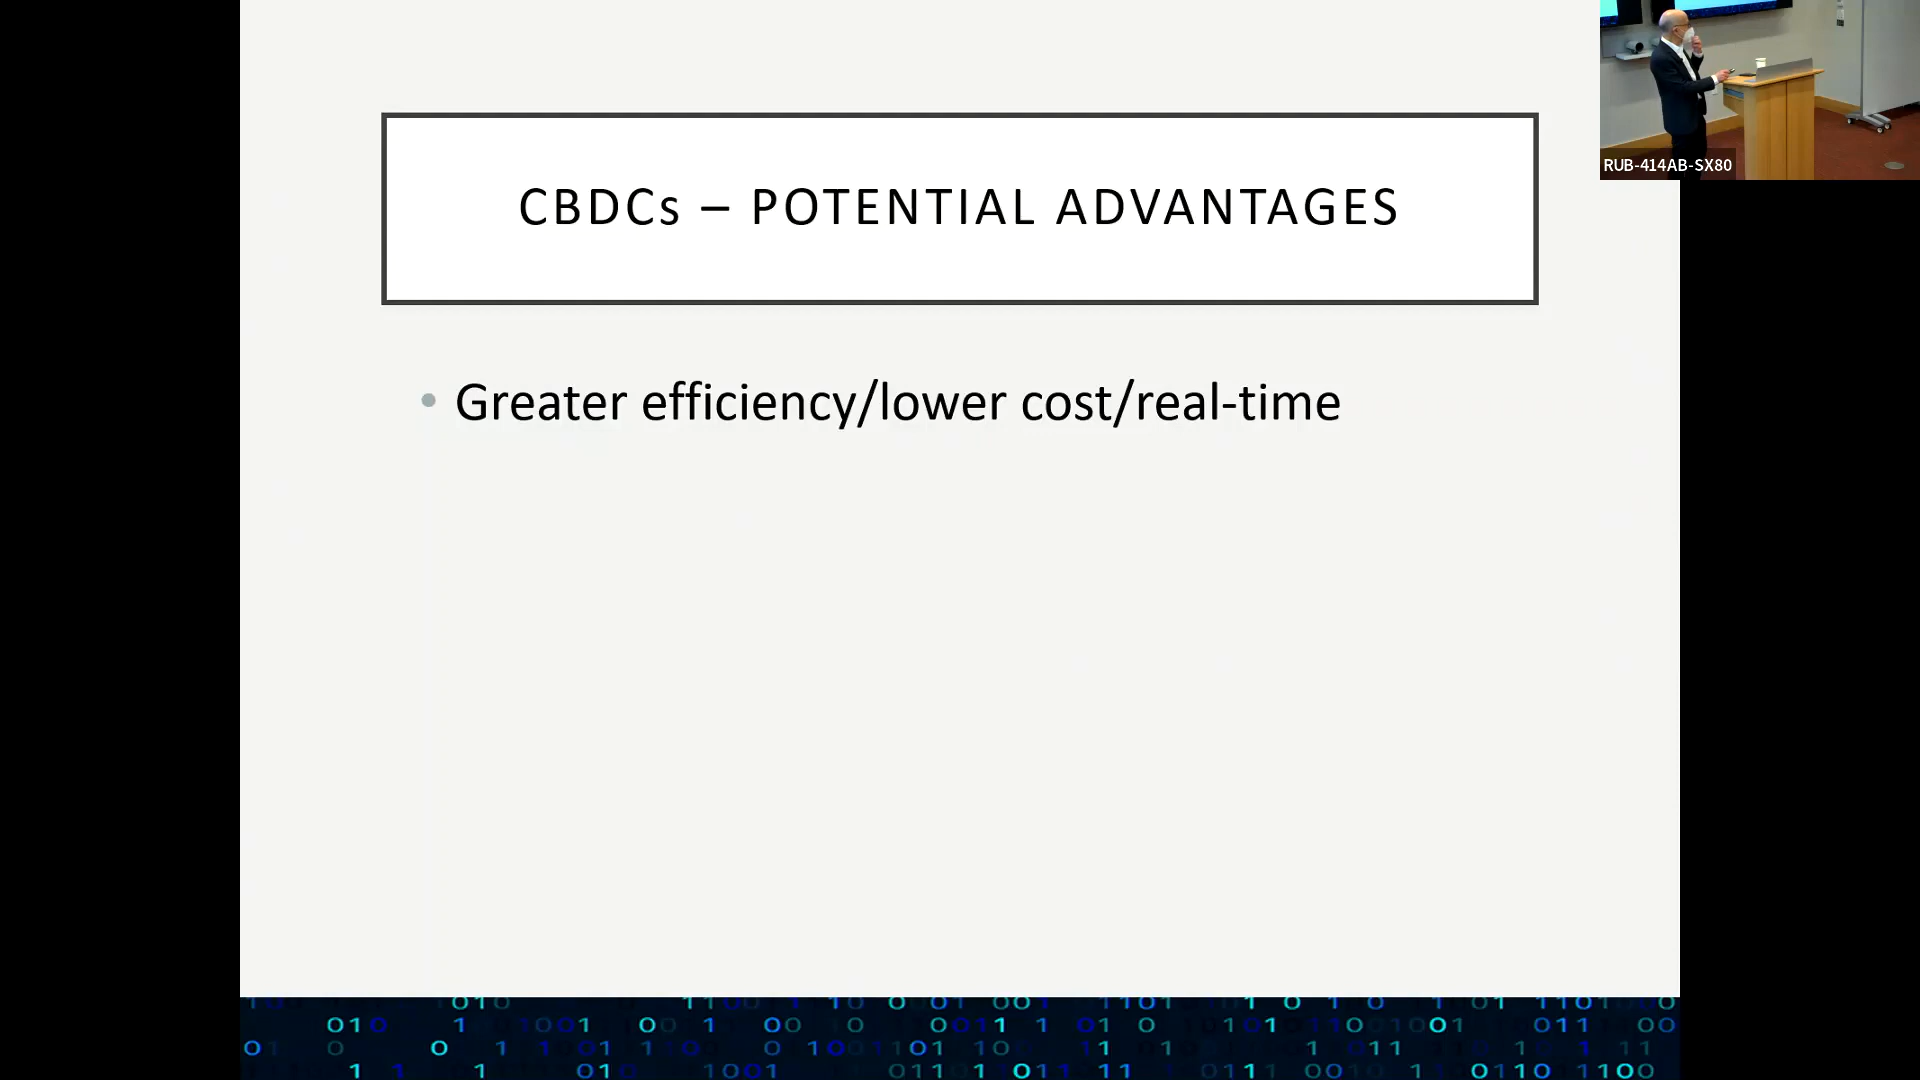 CBDCs – POTENTIAL ADVANTAGES
RUB-414AB-SX80
• Greater efficiency/lower cost/real-time